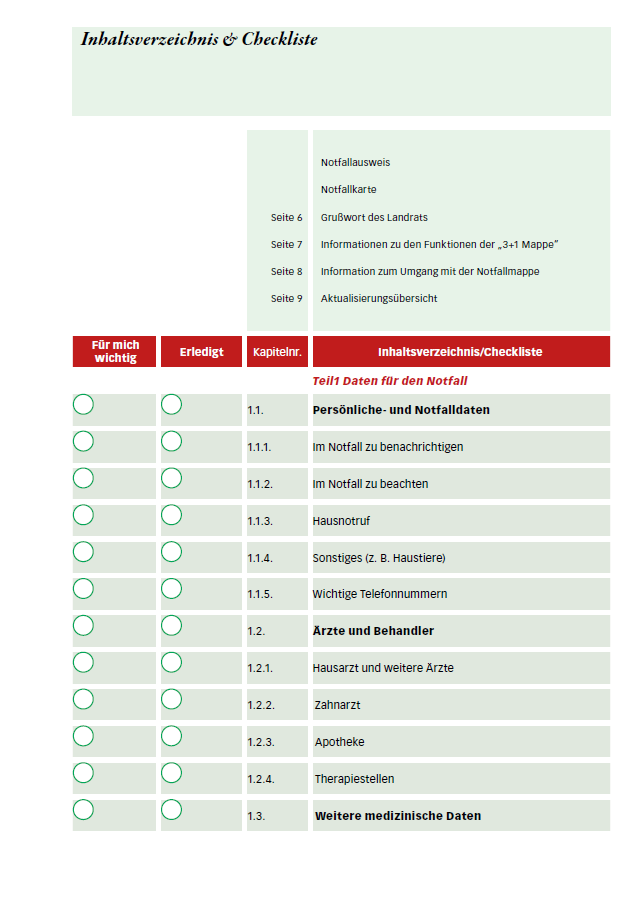 Inhaltsverzeichnis & Checkliste
Notfallausweis
Notfallkarte
Seite 6 Grußwort des Landrats
Seite 7 Informationen zu den Funktionen der „3+1 Mappe“
Seite 8 Information zum Umgang mit der Notfallmappe
Seite 9 Aktualisierungsübersicht
Für mich wichtig Erledigt Kapitelnr. Inhaltsverzeichnis/Checkliste
Teil1 Daten für den Notfall
1.1. Persönliche- und Notfalldaten
1.1.1. Im Notfall zu benachrichtigen
1.1.2. Im Notfall zu beachten
1.1.3. Hausnotruf
1.1.4. Sonstiges (z. B. Haustiere)
1.1.5. Wichtige Telefonnummern
1.2. Ärzte und Behandler
1.2.1. Hausarzt und weitere Ärzte
1.2.2. Zahnarzt
1.2.3. Apotheke
1.2.4. Therapiestellen
1.3. Weitere medizinische Daten